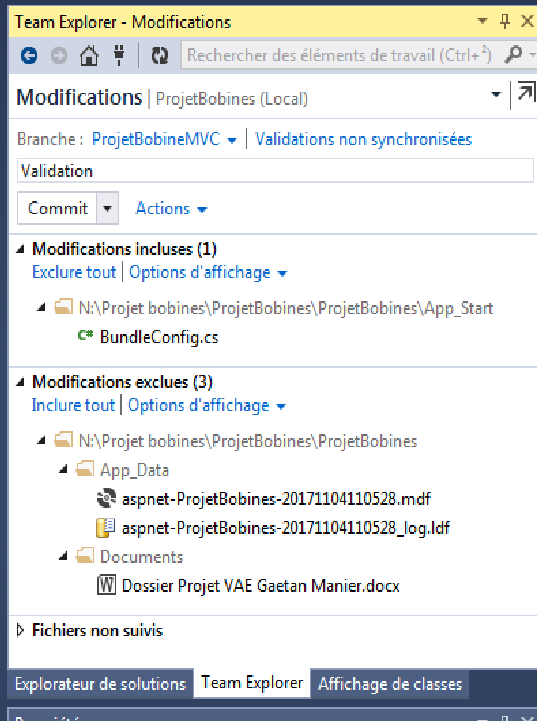 Team Explorer - Modifications
Rechercher des éléments de travail (Ctrl+²)
Modifications | ProjetBobines (Local)
Branche : ProjetBobineMVC | Validations non synchronisées
Validation
Commit Actions
Modifications incluses (1)
Exclure tout | Options d'affichage
N:\Projet bobines\ProjetBobines\ProjetBobines\App_Start
C# BundleConfig.cs
Modifications exclues (3)
Inclure tout | Options d'affichage
N:\Projet bobines\ProjetBobines\ProjetBobines
App_Data
aspnet-ProjetBobines-20171104110528.mdf
aspnet-ProjetBobines-20171104110528_log.ldf
Documents
Dossier Projet VAE Gaetan Manier.docx
Fichiers non suivis
Explorateur de solutions Team Explorer Affichage de classes